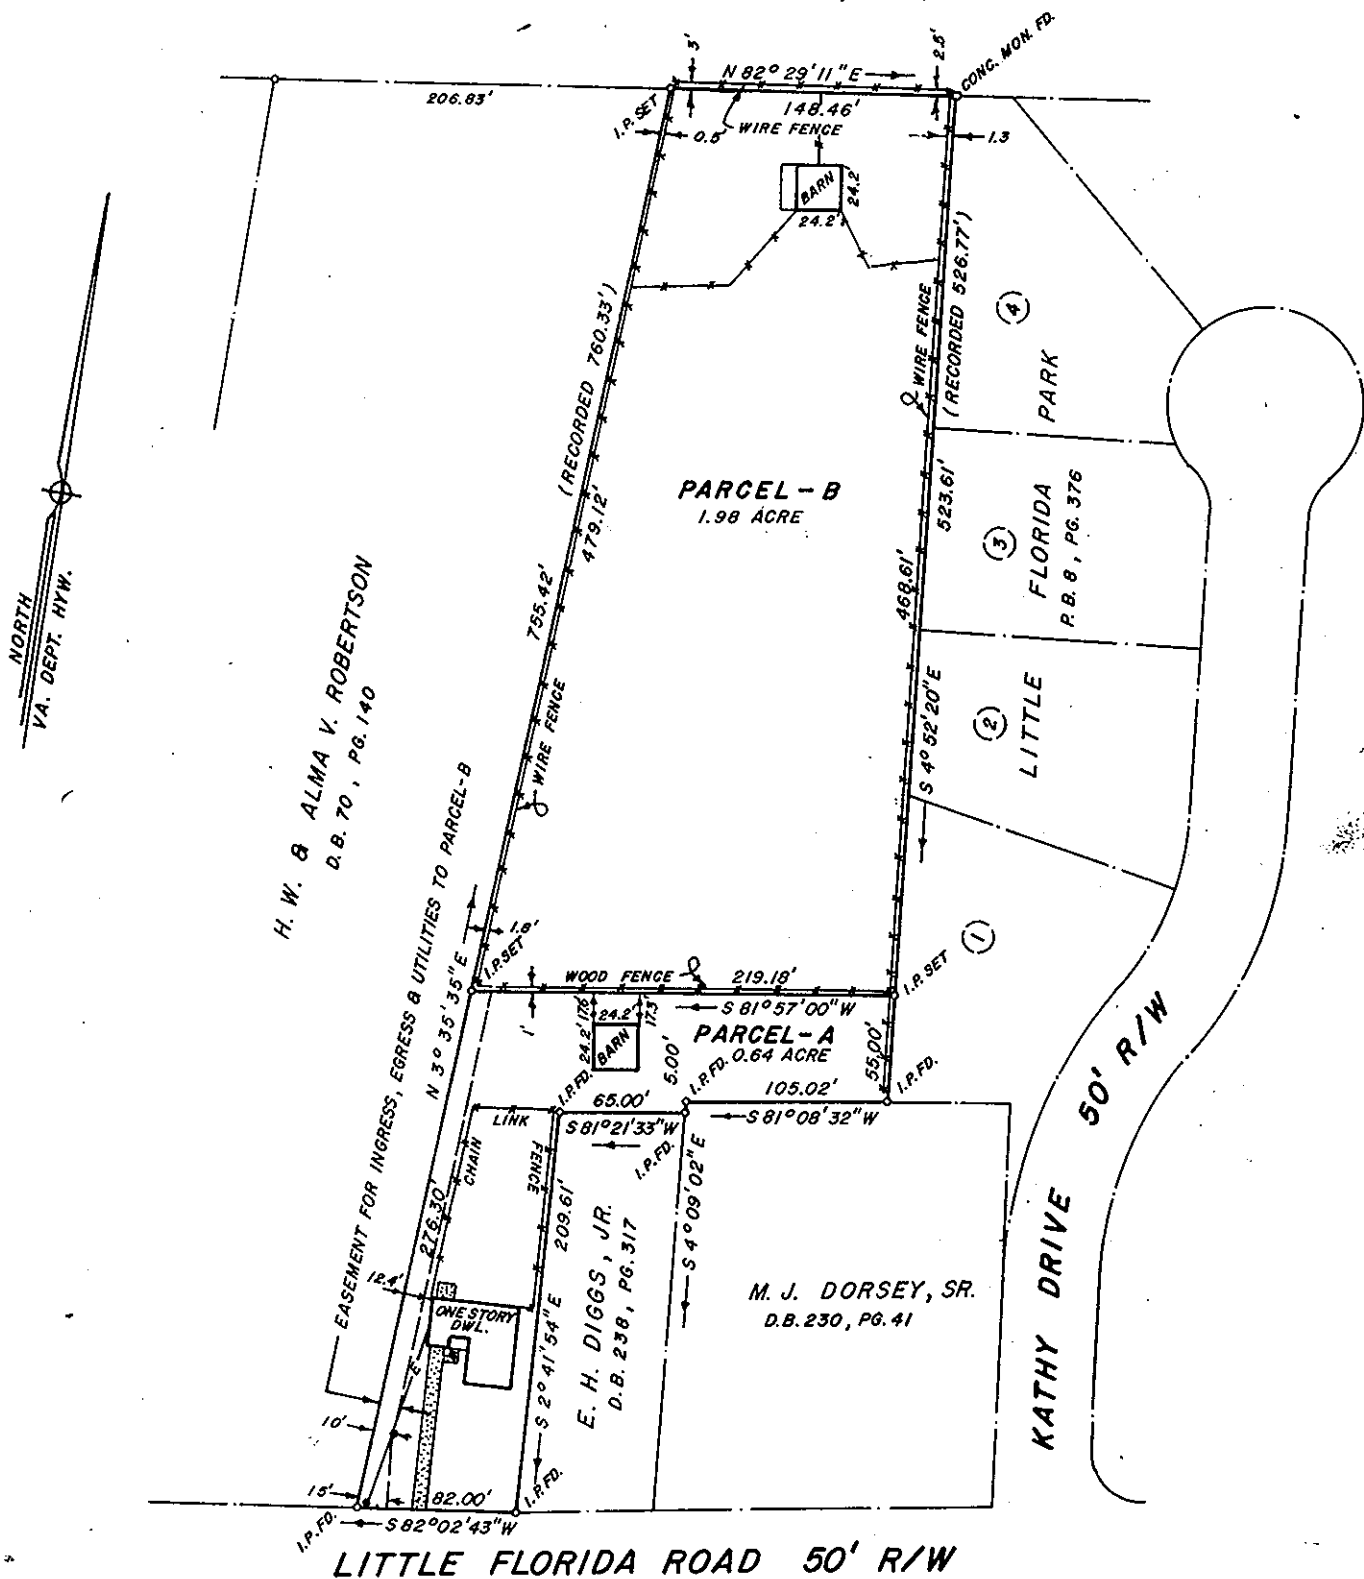 CONC. MON. FD.
3'
2.5'
N 82° 29' 11" E
206.83'
148.46'
I.P. SET
0.5'
WIRE FENCE
1.3
BARN
24.2'
24.2'
(RECORDED 760.33')
479.12'
755.42'
WIRE FENCE
PARCEL - B
1.98 ACRE
WIRE FENCE
(RECORDED 526.77')
523.61'
468.61'
S 4° 52' 20" E
4
PARK
3
FLORIDA
P.B. 8, PG. 376
2
LITTLE
1
NORTH
VA. DEPT. HYW.
H. W. & ALMA V. ROBERTSON
D.B. 70, PG. 140
EASEMENT FOR INGRESS, EGRESS & UTILITIES TO PARCEL-B
N 3° 35' 35" E
1.8'
I.P. SET
WOOD FENCE
219.18'
I.P. SET
S 81° 57' 00" W
1'
17.6'
24.2'
17.3'
24.2'
BARN
PARCEL - A
0.64 ACRE
5.00'
55.00'
I.P. FD.
I.P. FD.
I.P. FD.
65.00'
105.02'
S 81° 21' 33" W
S 81° 08' 32" W
I.P. FD.
LINK
CHAIN
FENCE
276.30'
209.61'
S 2° 41' 54" E
S 4° 09' 02" E
E. H. DIGGS, JR.
D.B. 238, PG. 317
M. J. DORSEY, SR.
D.B. 230, PG. 41
12.4'
ONE STORY
DWL.
E
10'
15'
82.00'
I.P. FD.
I.P. FD.
S 82° 02' 43" W
KATHY DRIVE 50' R/W
LITTLE FLORIDA ROAD 50' R/W